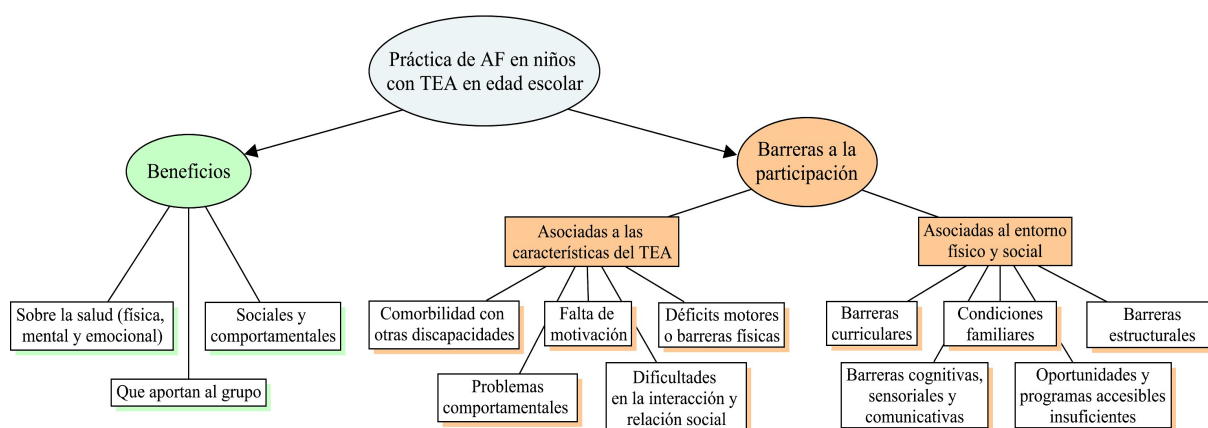 Práctica de AF en niños
con TEA en edad escolar
Beneficios
Barreras a la
participación
Asociadas a las
características del TEA
Asociadas al entorno
físico y social
Sobre la salud (física,
mental y emocional)
Sociales y
comportamentales
Que aportan al grupo
Comorbilidad con
otras discapacidades
Falta de
motivación
Déficits motores
o barreras físicas
Problemas
comportamentales
Dificultades
en la interacción y
relación social
Barreras
curriculares
Condiciones
familiares
Barreras
estructurales
Barreras cognitivas,
sensoriales y
comunicativas
Oportunidades y
programas accesibles
insuficientes